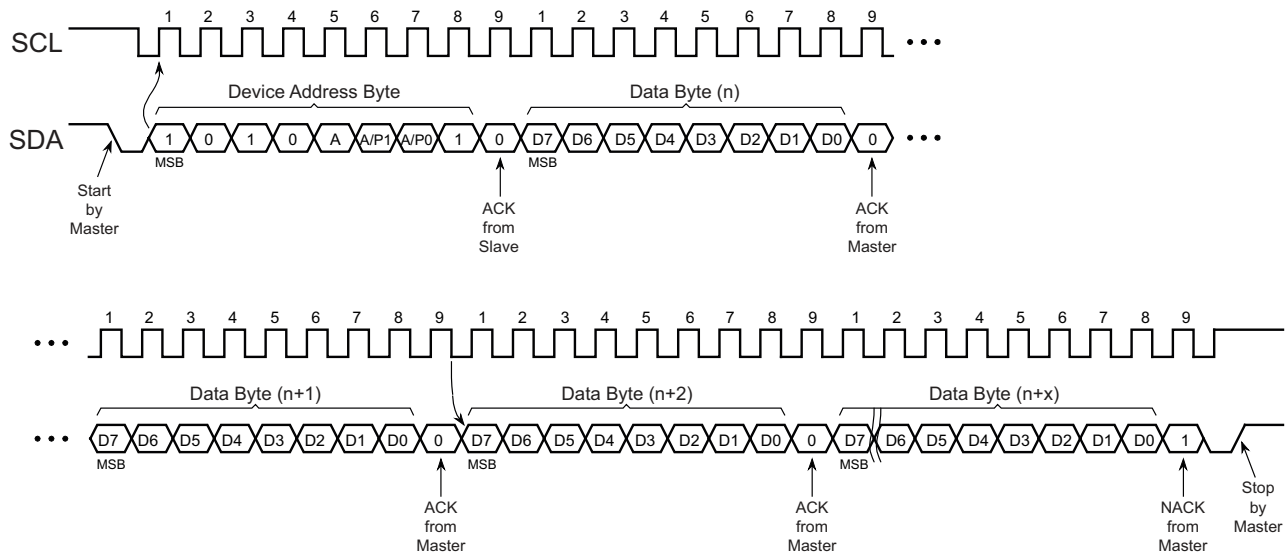 1 2 3 4 5 6 7 8 9 1 2 3 4 5 6 7 8 9
SCL
Device Address Byte Data Byte (n)
SDA 1 0 1 0 A A/P1 A/P0 1 0 D7 D6 D5 D4 D3 D2 D1 D0 0
MSB MSB
Start
by
Master
ACK
from
Slave
ACK
from
Master
1 2 3 4 5 6 7 8 9 1 2 3 4 5 6 7 8 9 1 2 3 4 5 6 7 8 9
Data Byte (n+1) Data Byte (n+2) Data Byte (n+x)
D7 D6 D5 D4 D3 D2 D1 D0 0 D7 D6 D5 D4 D3 D2 D1 D0 0 D7 D6 D5 D4 D3 D2 D1 D0 1
MSB MSB MSB
ACK
from
Master
ACK
from
Master
NACK
from
Master
Stop
by
Master